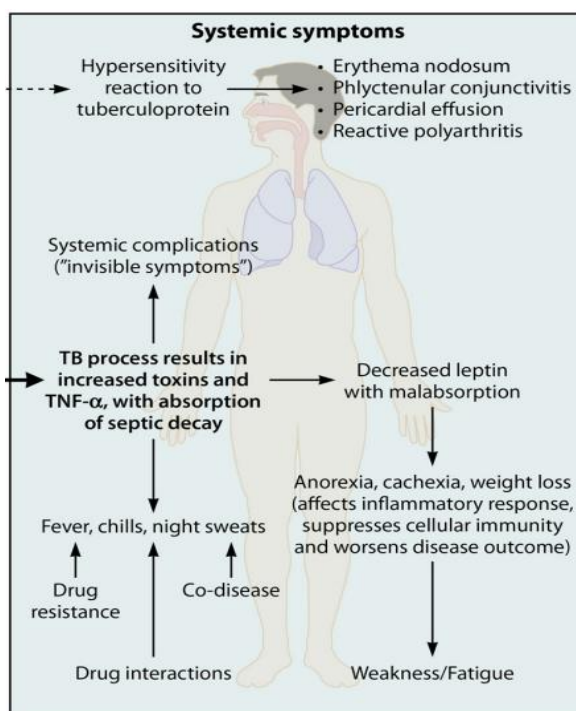 Systemic symptoms
Hypersensitivity
reaction to
tuberculoprotein
• Erythema nodosum
• Phlyctenular conjunctivitis
• Pericardial effusion
• Reactive polyarthritis
Systemic complications
("invisible symptoms")
TB process results in
increased toxins and
TNF-α, with absorption
of septic decay
Decreased leptin
with malabsorption
Anorexia, cachexia, weight loss
(affects inflammatory response,
suppresses cellular immunity
and worsens disease outcome)
Fever, chills, night sweats
Drug
resistance
Co-disease
Drug interactions
Weakness/Fatigue